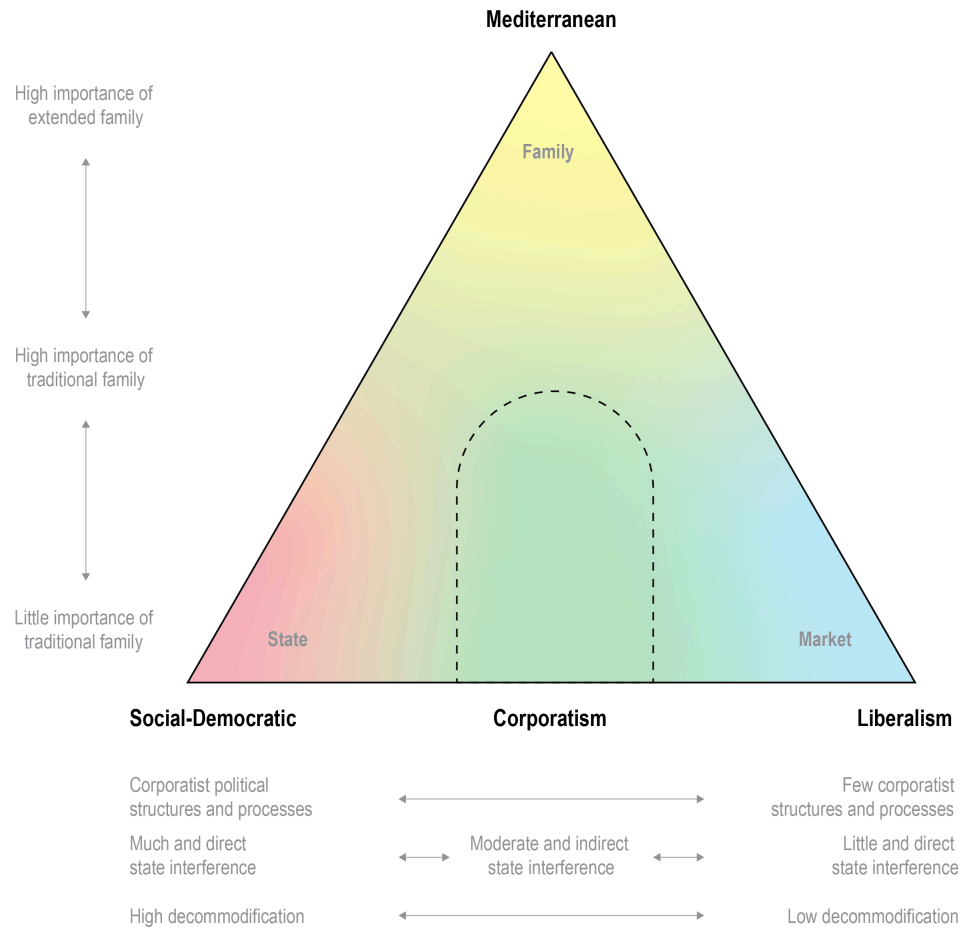 Mediterranean
High importance of
extended family
Family
High importance of
traditional family
Little importance of
traditional family
State
Market
Social-Democratic
Corporatism
Liberalism
Corporatist political
structures and processes
Few corporatist
structures and processes
Much and direct
state interference
Moderate and indirect
state interference
Little and direct
state interference
High decommodification
Low decommodification